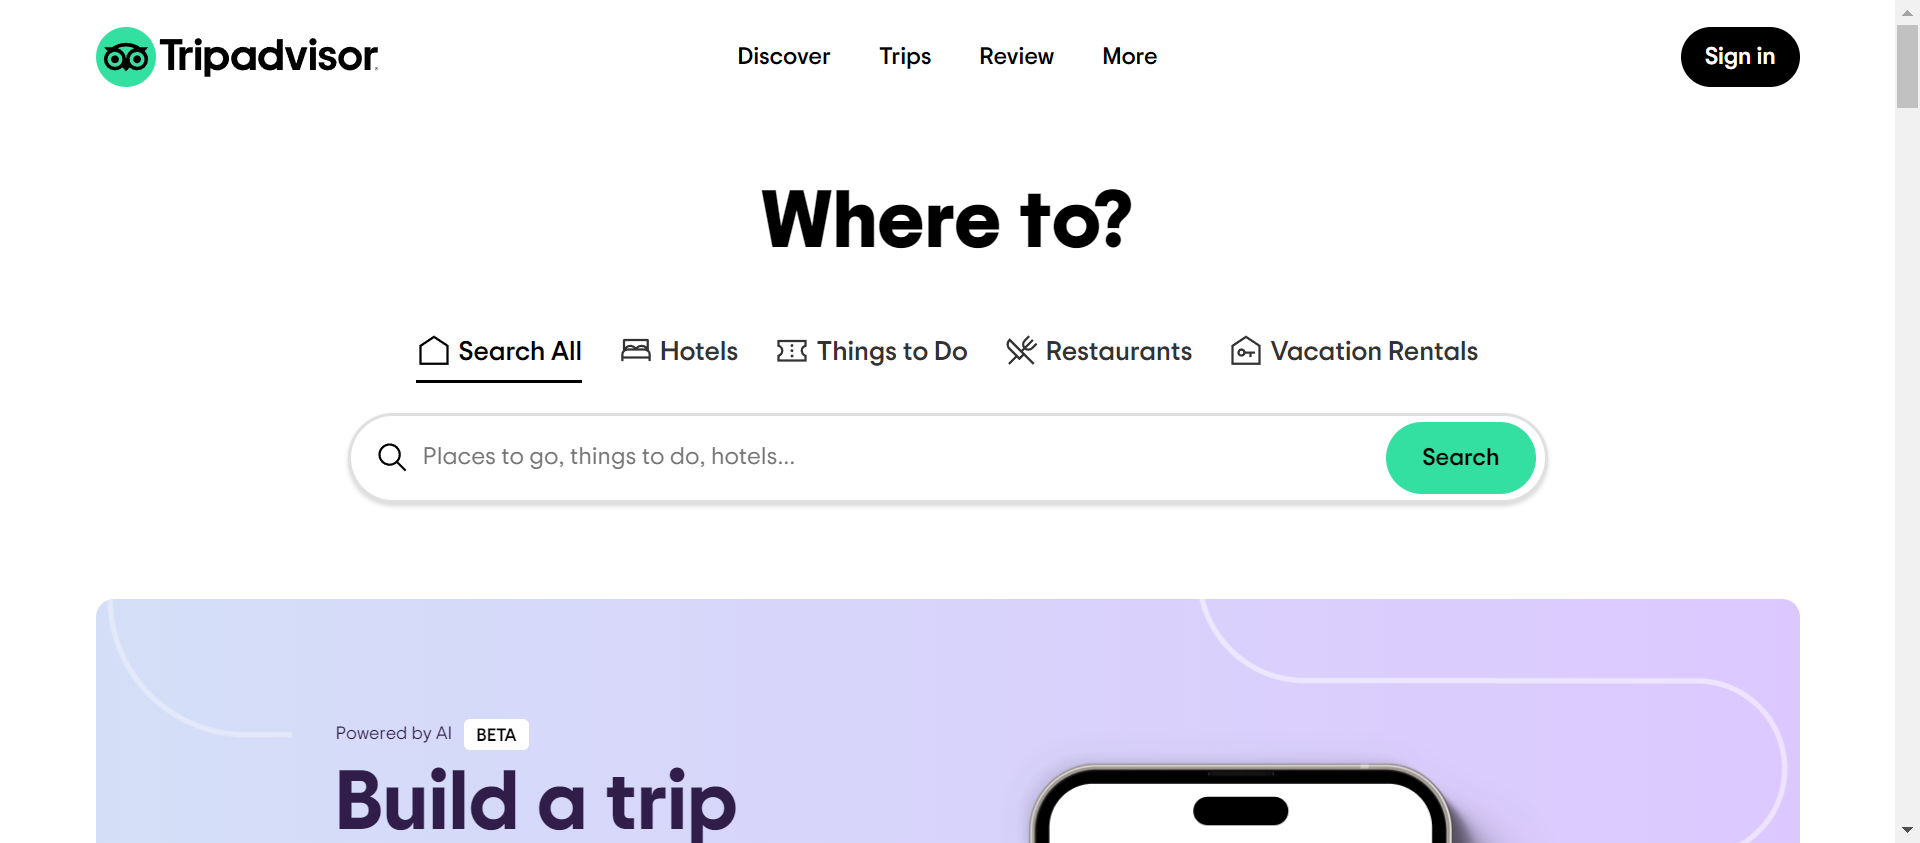 Tripadvisor
Discover
Trips
Review
More
Sign in
Where to?
Search All
Hotels
Things to Do
Restaurants
Vacation Rentals
Places to go, things to do, hotels...
Search
Powered by AI
BETA
Build a trip